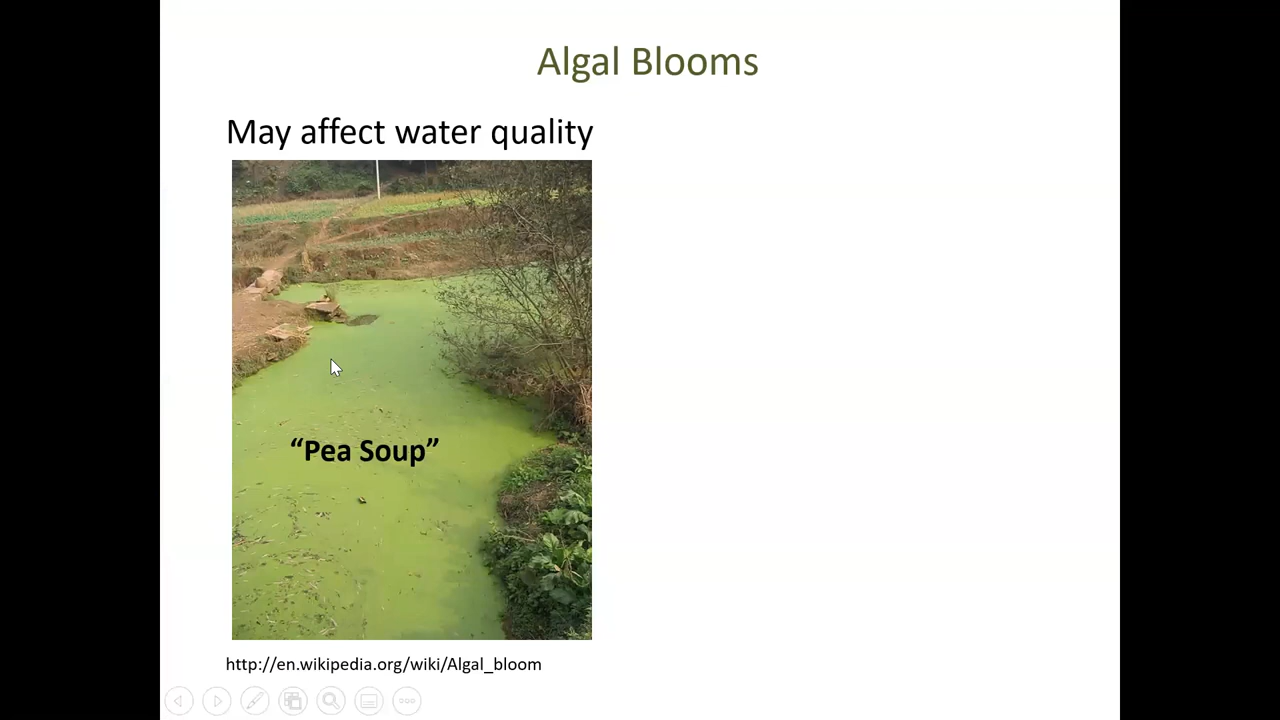 Algal Blooms
May affect water quality
“Pea Soup”
http://en.wikipedia.org/wiki/Algal_bloom